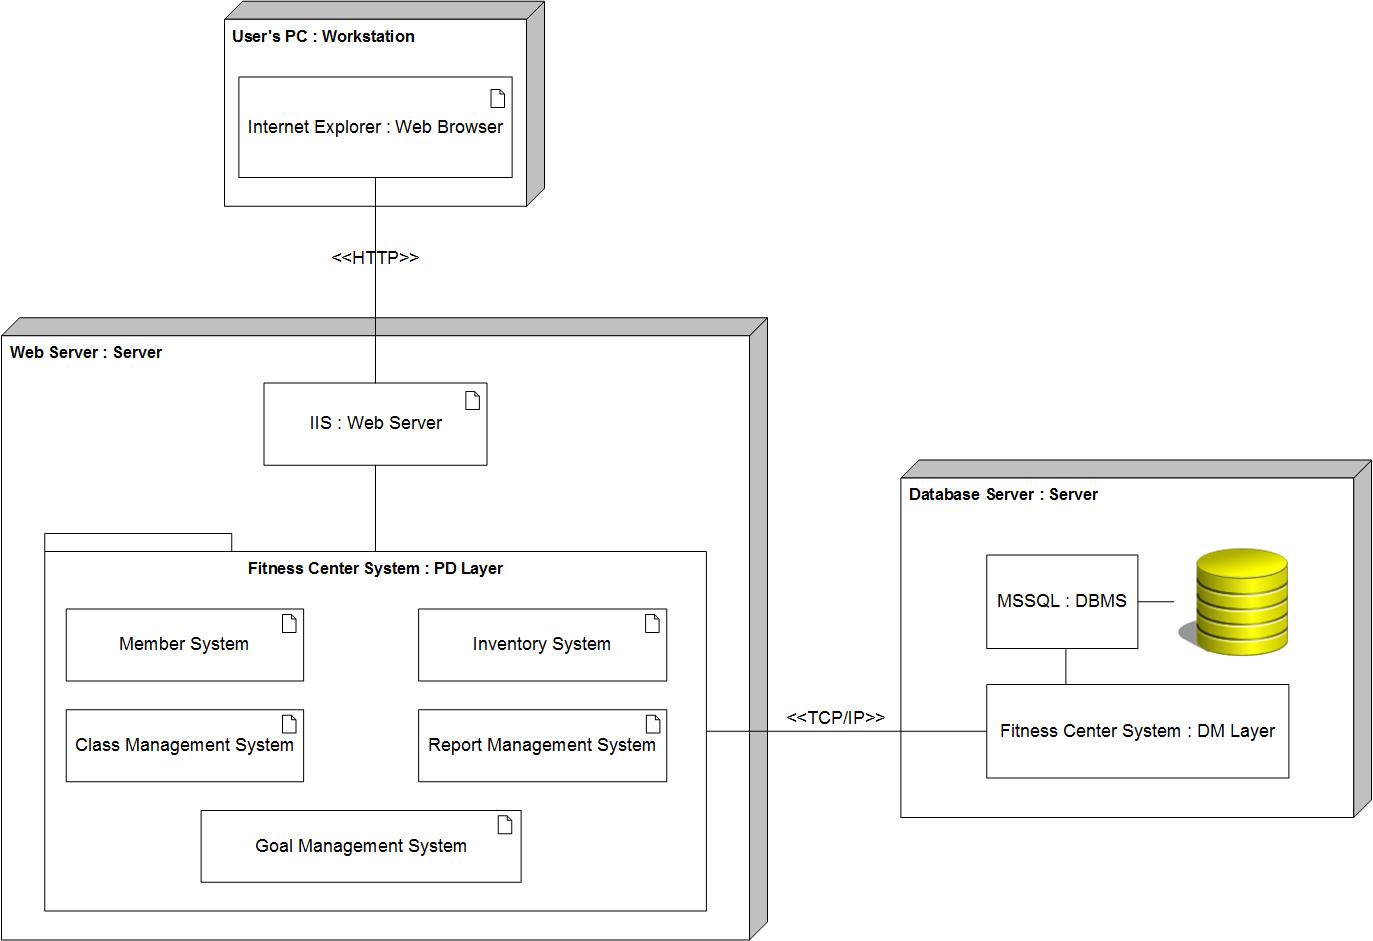 User's PC : Workstation
Internet Explorer : Web Browser
<<HTTP>>
Web Server : Server
IIS : Web Server
Fitness Center System : PD Layer
Member System
Inventory System
Class Management System
Report Management System
Goal Management System
<<TCP/IP>>
Database Server : Server
MSSQL : DBMS
Fitness Center System : DM Layer